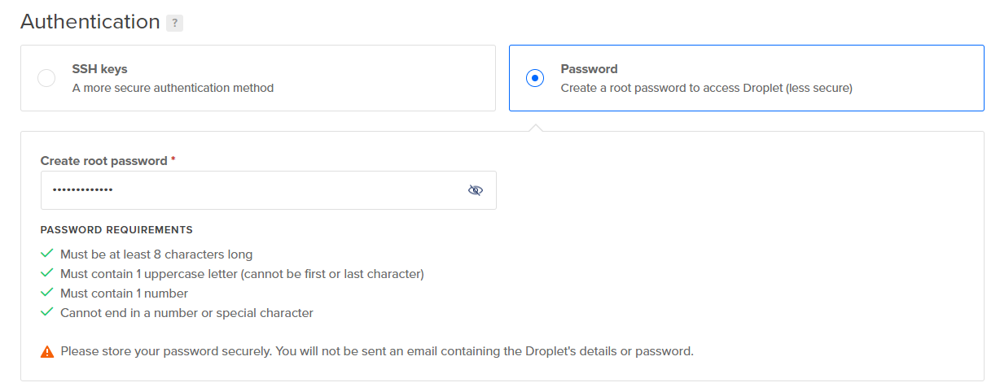 Authentication ?
SSH keys
A more secure authentication method
Password
Create a root password to access Droplet (less secure)
Create root password *
•••••••••••••
PASSWORD REQUIREMENTS
Must be at least 8 characters long
Must contain 1 uppercase letter (cannot be first or last character)
Must contain 1 number
Cannot end in a number or special character
Please store your password securely. You will not be sent an email containing the Droplet's details or password.